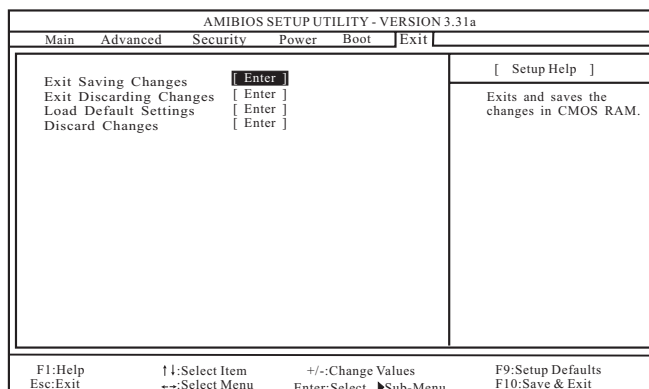 AMIBIOS SETUP UTILITY - VERSION 3.31a
Main Advanced Security Power Boot Exit
[ Setup Help ]
Exit Saving Changes [ Enter ]
Exit Discarding Changes [ Enter ]
Load Default Settings [ Enter ]
Discard Changes [ Enter ]
Exits and saves the
changes in CMOS RAM.
F1:Help ↑↓:Select Item +/-:Change Values F9:Setup Defaults
Esc:Exit ←→:Select Menu Enter:Select ▶Sub-Menu F10:Save & Exit